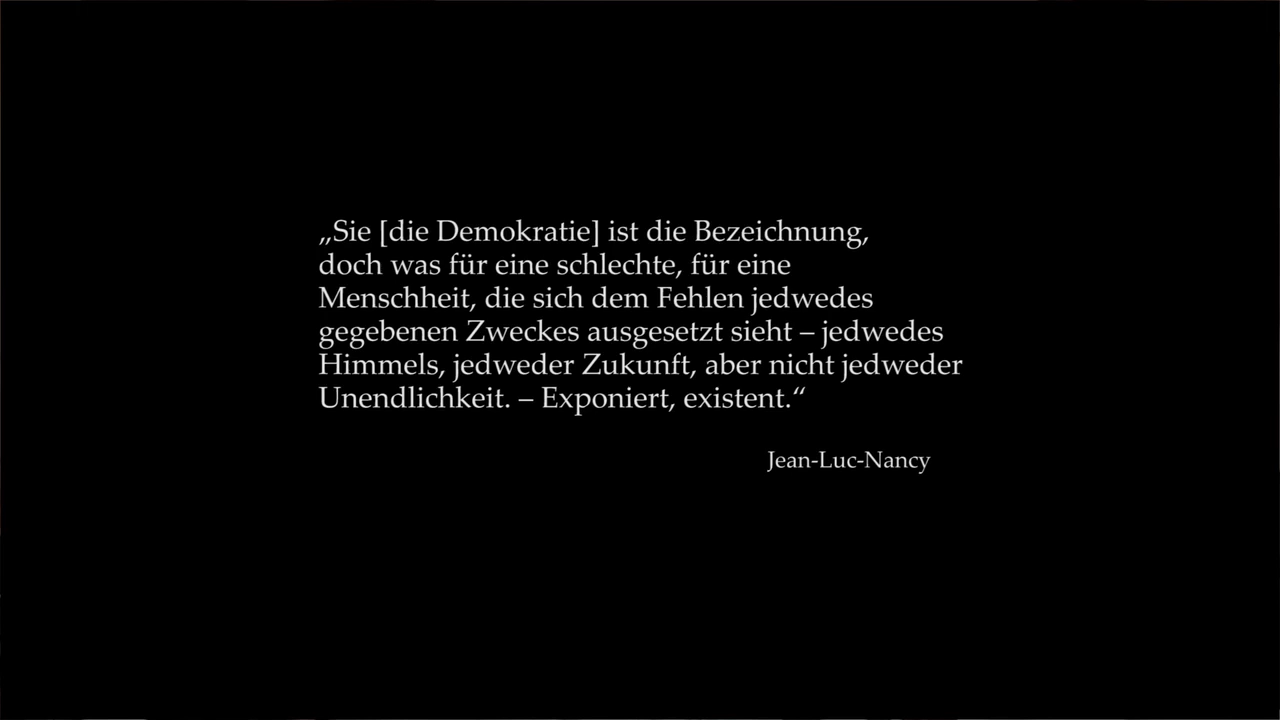 „Sie [die Demokratie] ist die Bezeichnung,
doch was für eine schlechte, für eine
Menschheit, die sich dem Fehlen jedwedes
gegebenen Zweckes ausgesetzt sieht – jedwedes
Himmels, jedweder Zukunft, aber nicht jedweder
Unendlichkeit. – Exponiert, existent.“
Jean-Luc-Nancy